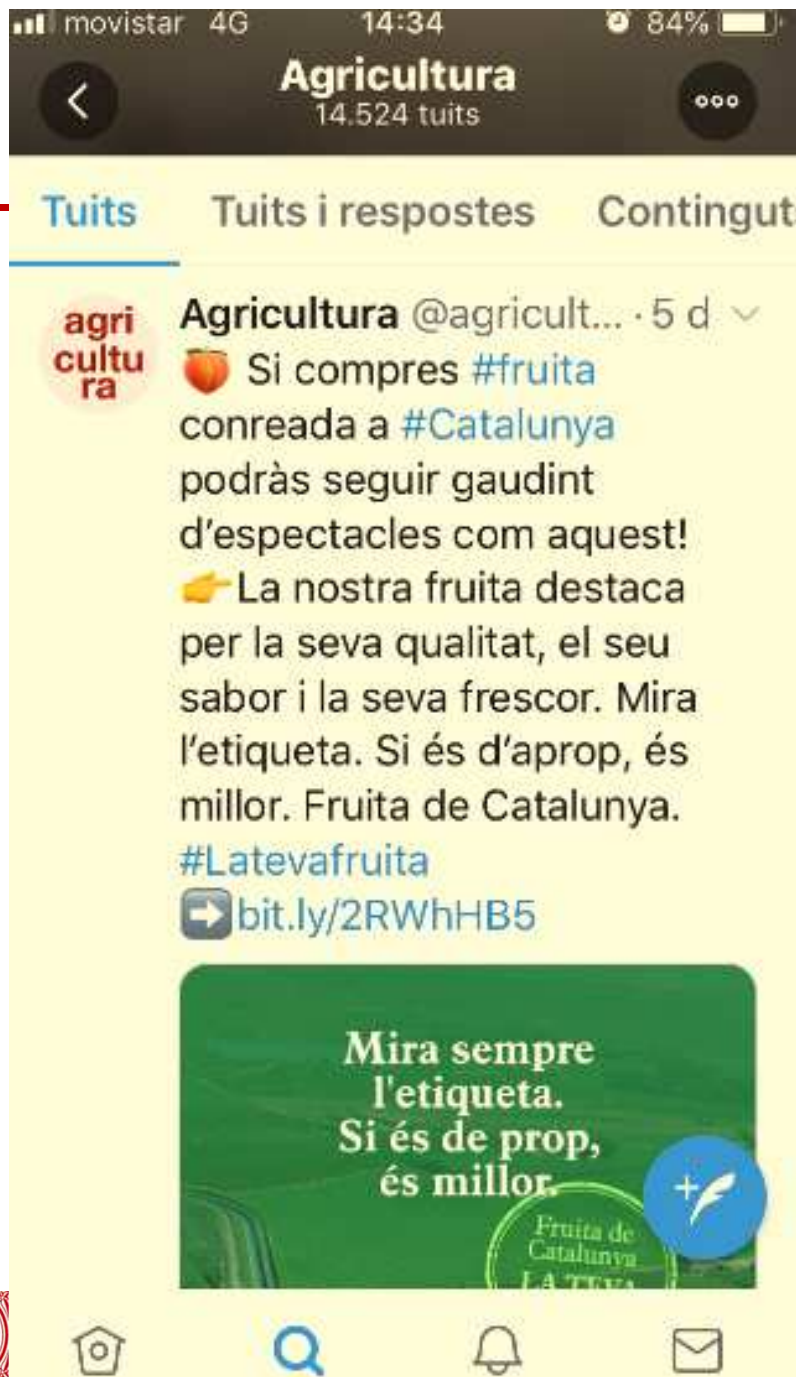 movistar 4G 14:34 84%
Agricultura
14.524 tuits
Tuits Tuits i respostes Contingut
agri
cultu
ra
Agricultura @agricult... · 5 d
🍑 Si compres #fruita
conreada a #Catalunya
podràs seguir gaudint
d’espectacles com aquest!
👉La nostra fruita destaca
per la seva qualitat, el seu
sabor i la seva frescor. Mira
l’etiqueta. Si és d’aprop, és
millor. Fruita de Catalunya.
#Latevafruita
➡️bit.ly/2RWhHB5
Mira sempre
l'etiqueta.
Si és de prop,
és millor.
Fruita de
Catalunya
LA TEVA